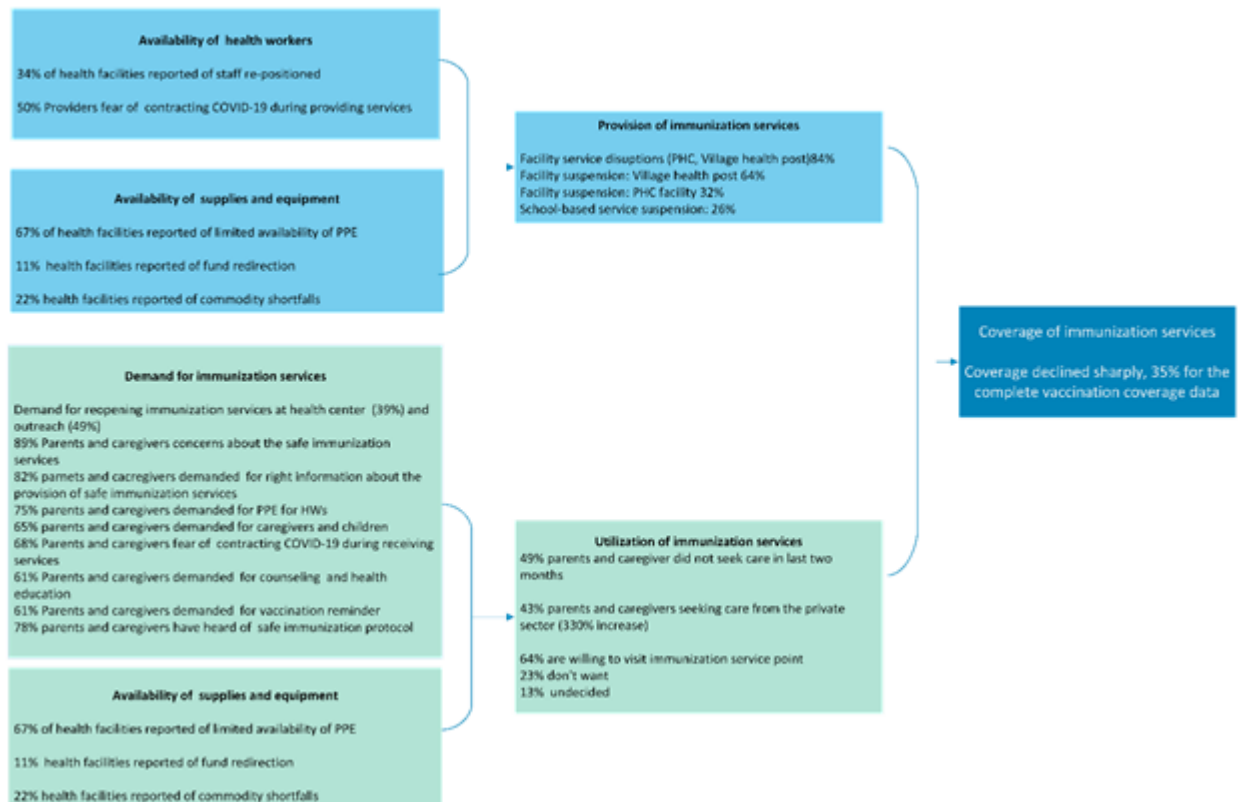 Availability of health workers
34% of health facilities reported of staff re-positioned
50% Providers fear of contracting COVID-19 during providing services
Availability of supplies and equipment
67% of health facilities reported of limited availability of PPE
11% health facilities reported of fund redirection
22% health facilities reported of commodity shortfalls
Demand for immunization services
Demand for reopening immunization services at health center (39%) and
outreach (49%)
89% Parents and caregivers concerns about the safe immunization
services
82% parnets and cacregivers demanded for right information about the
provision of safe immunization services
75% parents and caregivers demanded for PPE for HWs
65% parents and caregivers demanded for caregivers and children
68% Parents and caregivers fear of contracting COVID-19 during receiving
services
61% Parents and caregivers demanded for counseling and health
education
61% Parents and caregivers demanded for vaccination reminder
78% parents and caregivers have heard of safe immunization protocol
Availability of supplies and equipment
67% of health facilities reported of limited availability of PPE
11% health facilities reported of fund redirection
22% health facilities reported of commodity shortfalls
Provision of immunization services
Facility service disuptions (PHC, Village health post)84%
Facility suspension: Village health post 64%
Facility suspension: PHC facility 32%
School-based service suspension: 26%
Utilization of immunization services
49% parents and caregiver did not seek care in last two
months
43% parents and caregivers seeking care from the private
sector (330% increase)
64% are willing to visit immunization service point
23% don't want
13% undecided
Coverage of immunization services
Coverage declined sharply, 35% for the
complete vaccination coverage data